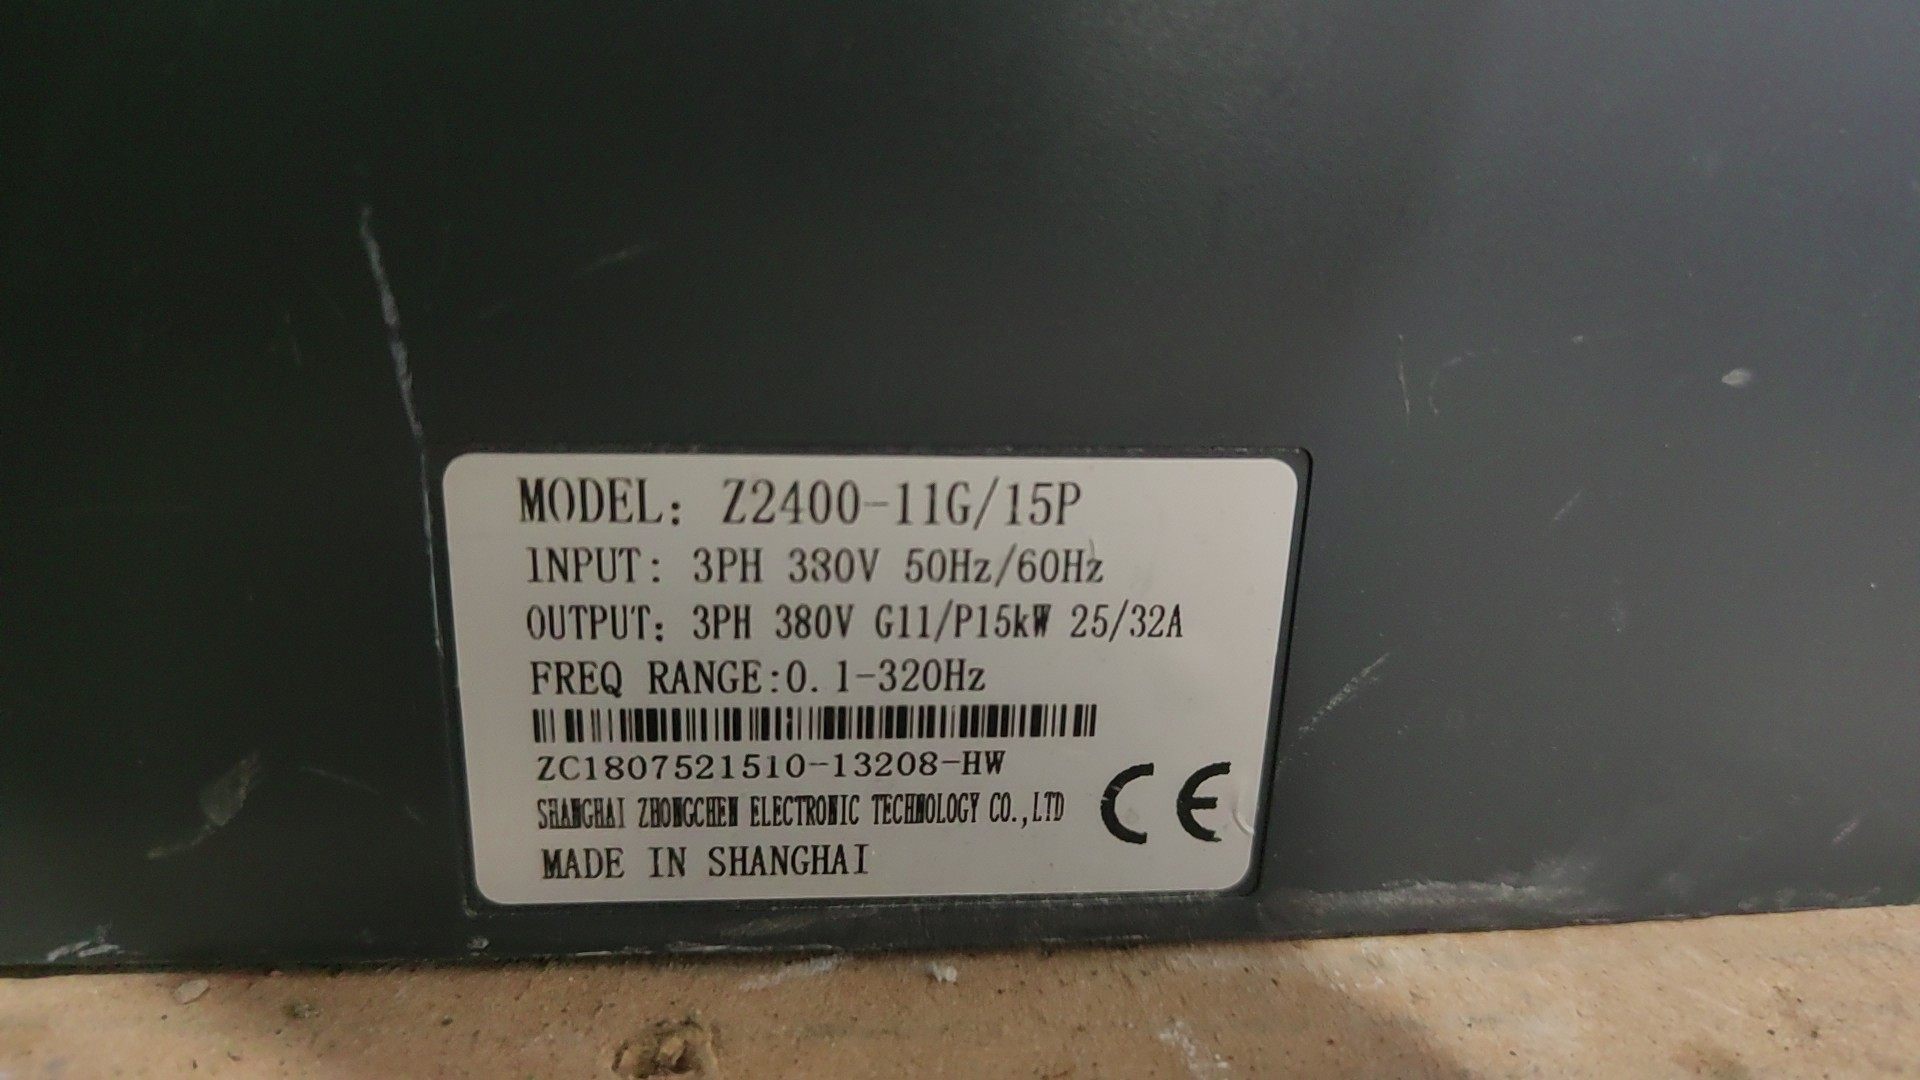 MODEL: Z2400-11G/15P
INPUT: 3PH 380V 50Hz/60Hz
OUTPUT: 3PH 380V G11/P15kW 25/32A
FREQ RANGE:0.1-320Hz
ZC1807521510-13208-HW
SHANGHAI ZHONGCHEN ELECTRONIC TECHNOLOGY CO.,LTD
CE
MADE IN SHANGHAI